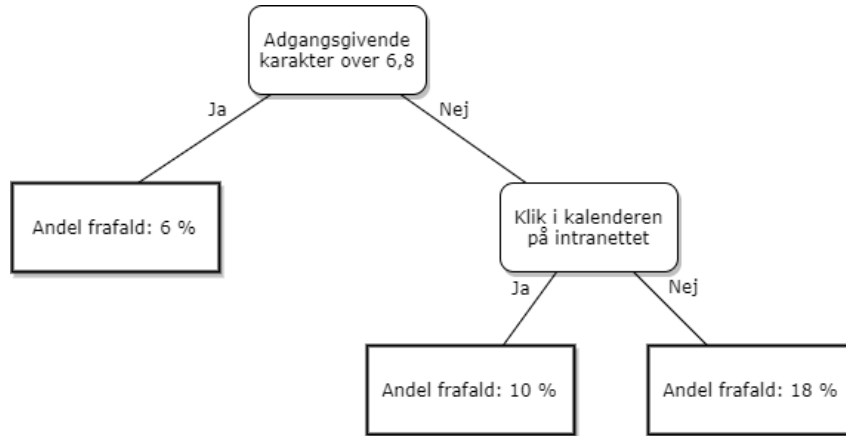 Adgangsgivende
karakter over 6,8
Ja
Nej
Andel frafald: 6 %
Klik i kalenderen
på intranettet
Ja
Nej
Andel frafald: 10 %
Andel frafald: 18 %